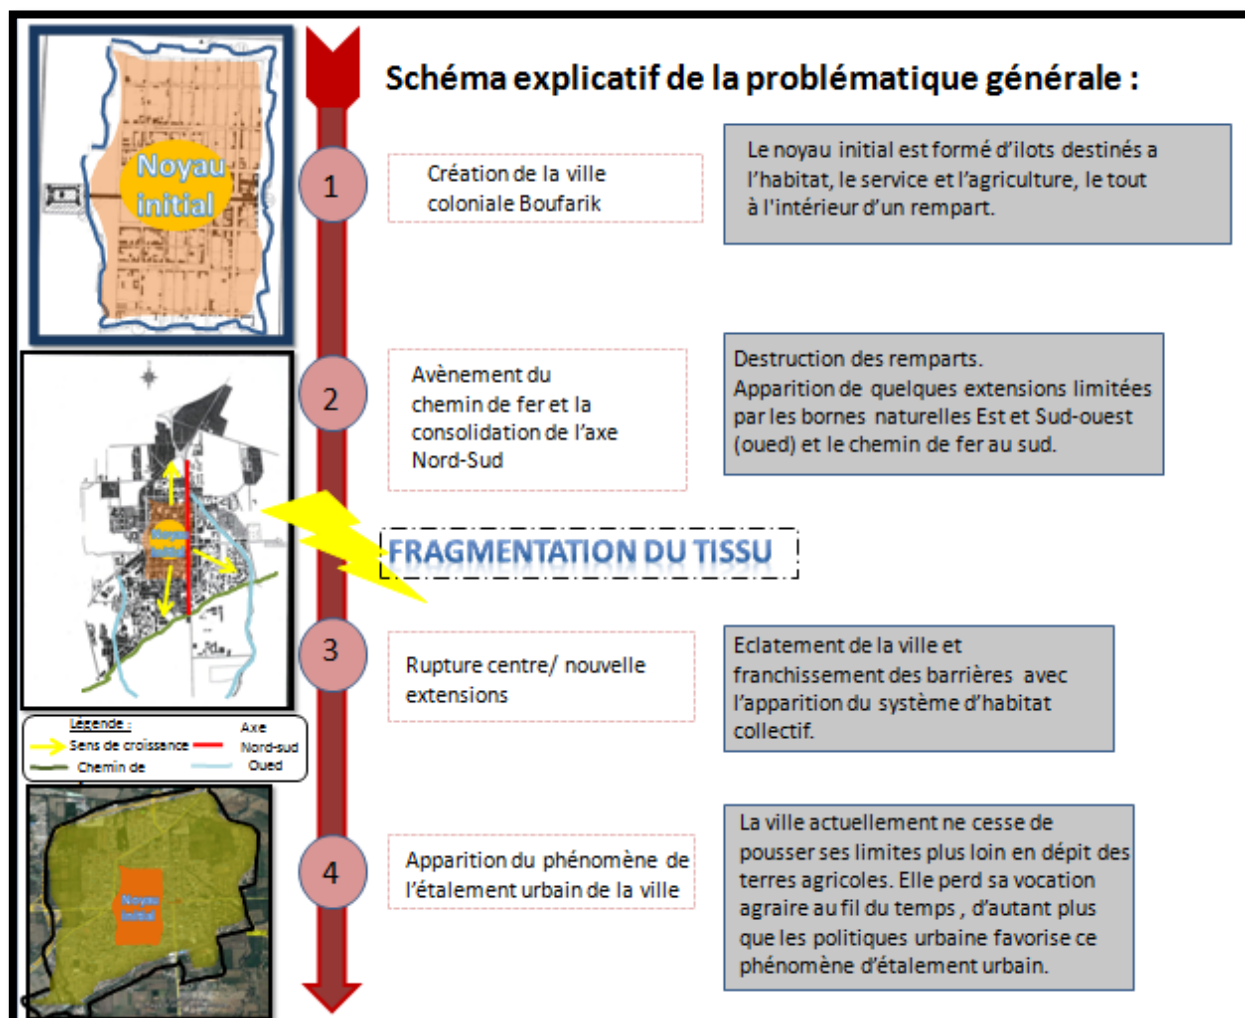 Schéma explicatif de la problématique générale :
Noyau
initial
1
Création de la ville
coloniale Boufarik
Le noyau initial est formé d'ilots destinés a
l'habitat, le service et l'agriculture, le tout
à l'intérieur d'un rempart.
2
Avènement du
chemin de fer et la
consolidation de l'axe
Nord-Sud
Destruction des remparts.
Apparition de quelques extensions limitées
par les bornes naturelles Est et Sud-ouest
(oued) et le chemin de fer au sud.
Noyau
initial
FRAGMENTATION DU TISSU
3
Rupture centre/ nouvelle
extensions
Eclatement de la ville et
franchissement des barrières avec
l'apparition du système d'habitat
collectif.
Légende :
Sens de croissance
Axe
Nord-sud
Chemin de
Oued
4
Apparition du phénomène de
l'étalement urbain de la ville
La ville actuellement ne cesse de
pousser ses limites plus loin en dépit des
terres agricoles. Elle perd sa vocation
agraire au fil du temps , d'autant plus
que les politiques urbaine favorise ce
phénomène d'étalement urbain.
Noyau
initial